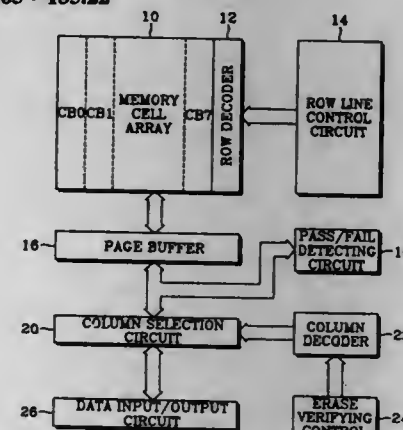 10
12
14
CB0
CB1
MEMORY
CELL
ARRAY
CB7
ROW DECODER
ROW LINE
CONTROL
CIRCUIT
16
PAGE BUFFER
PASS/FAIL
DETECTING
CIRCUIT
20
COLUMN SELECTION
CIRCUIT
COLUMN
DECODER
26
DATA INPUT/OUTPUT
CIRCUIT
ERASE
VERIFYING
CONTROL
24